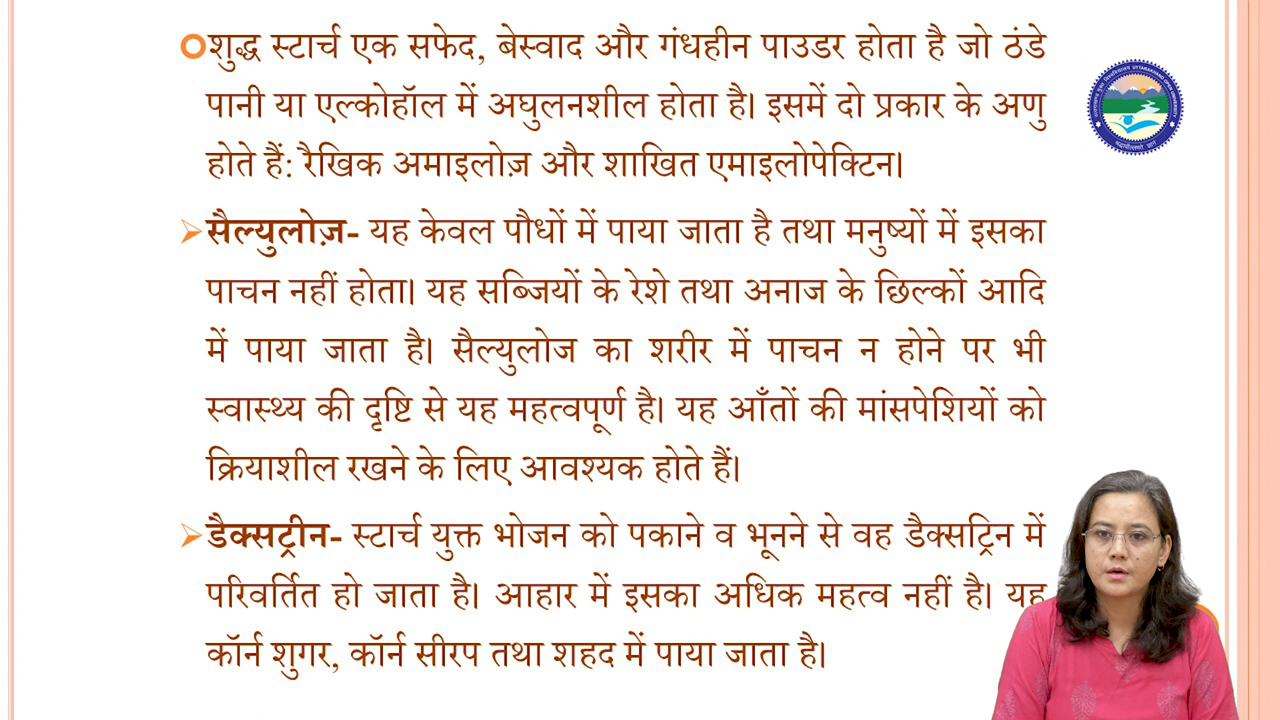 शुद्ध स्टार्च एक सफेद, बेस्वाद और गंधहीन पाउडर होता है जो ठंडे
पानी या एल्कोहॉल में अघुलनशील होता है। इसमें दो प्रकार के अणु
होते हैं: रैखिक अमाइलोज़ और शाखित एमाइलोपेक्टिन।
सैल्युलोज़- यह केवल पौधों में पाया जाता है तथा मनुष्यों में इसका
पाचन नहीं होता। यह सब्जियों के रेशे तथा अनाज के छिल्कों आदि
में पाया जाता है। सैल्युलोज का शरीर में पाचन न होने पर भी
स्वास्थ्य की दृष्टि से यह महत्वपूर्ण है। यह आँतों की मांसपेशियों को
क्रियाशील रखने के लिए आवश्यक होते हैं।
डैक्सट्रीन- स्टार्च युक्त भोजन को पकाने व भूनने से वह डैक्सट्रिन में
परिवर्तित हो जाता है। आहार में इसका अधिक महत्व नहीं है। यह
कॉर्न शुगर, कॉर्न सीरप तथा शहद में पाया जाता है।